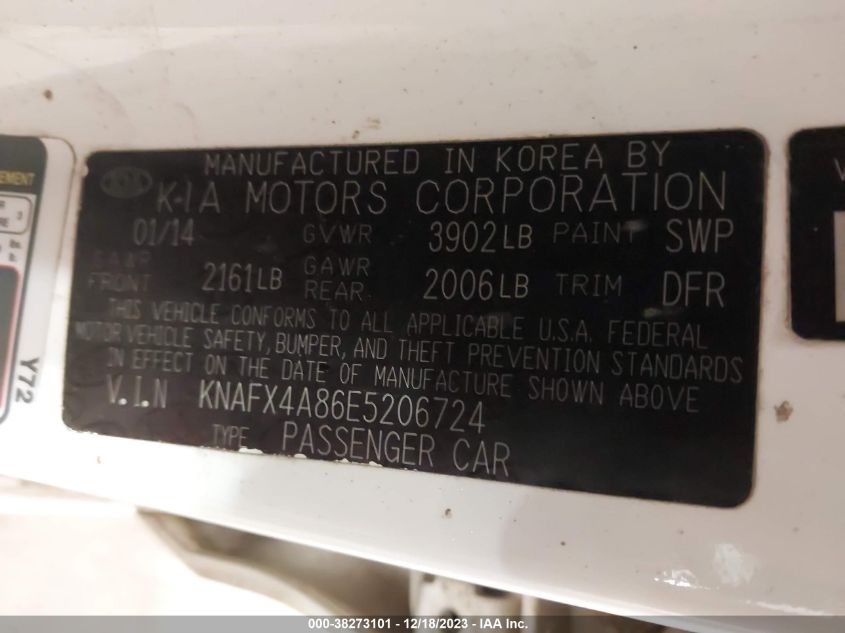 MANUFACTURED IN KOREA BY
KIA MOTORS CORPORATION
01/14 GVWR 3902LB PAINT SWP
GAWR FRONT 2161LB GAWR REAR 2006LB TRIM DFR
THIS VEHICLE CONFORMS TO ALL APPLICABLE U.S.A. FEDERAL
MOTOR VEHICLE SAFETY, BUMPER, AND THEFT PREVENTION STANDARDS
IN EFFECT ON THE DATE OF MANUFACTURE SHOWN ABOVE
V.I.N KNAFX4A86E5206724
TYPE PASSENGER CAR
Y72
000-38273101 - 12/18/2023 - © IAA Inc.